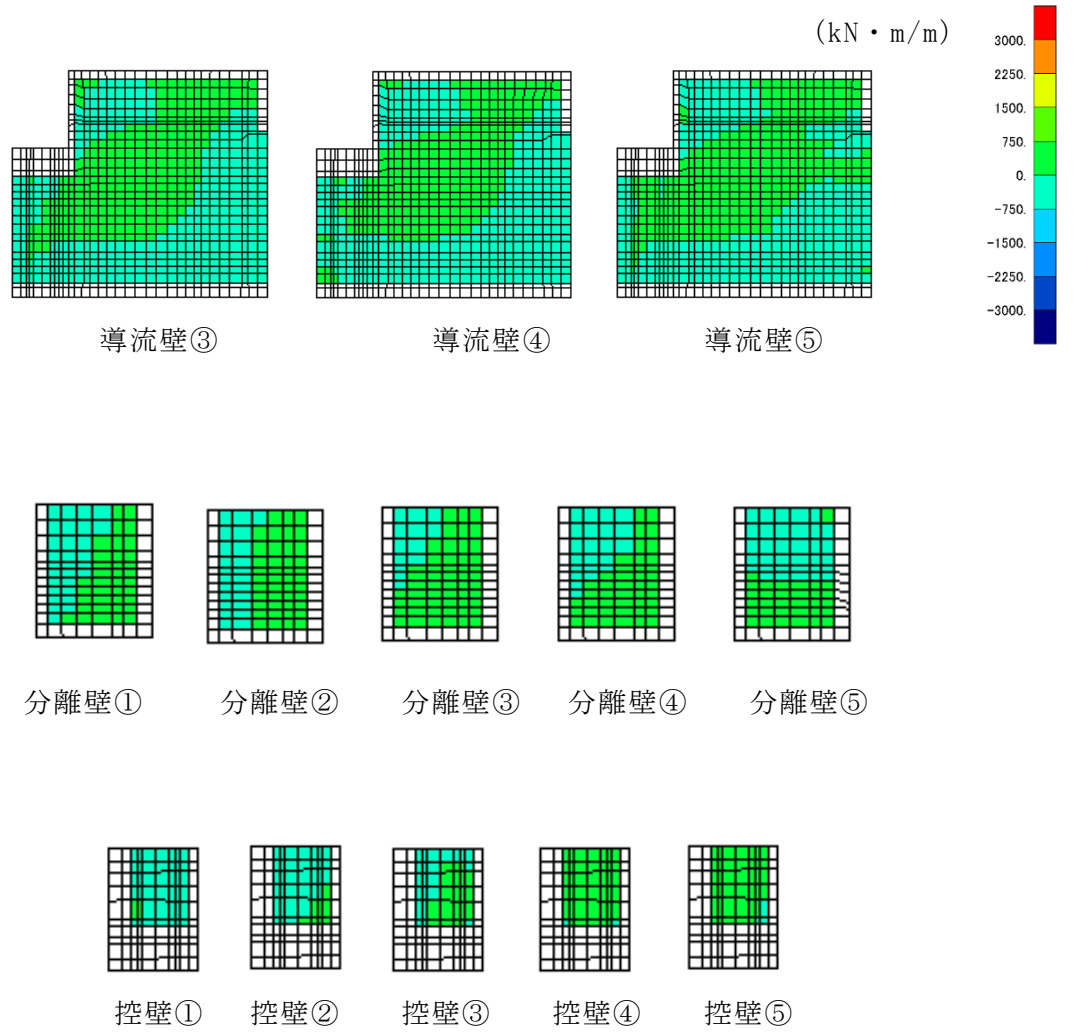 (kN・m/m)
3000.
2250.
1500.
750.
0.
-750.
-1500.
-2250.
-3000.
導流壁③ 導流壁④ 導流壁⑤
分離壁① 分離壁② 分離壁③ 分離壁④ 分離壁⑤
控壁① 控壁② 控壁③ 控壁④ 控壁⑤